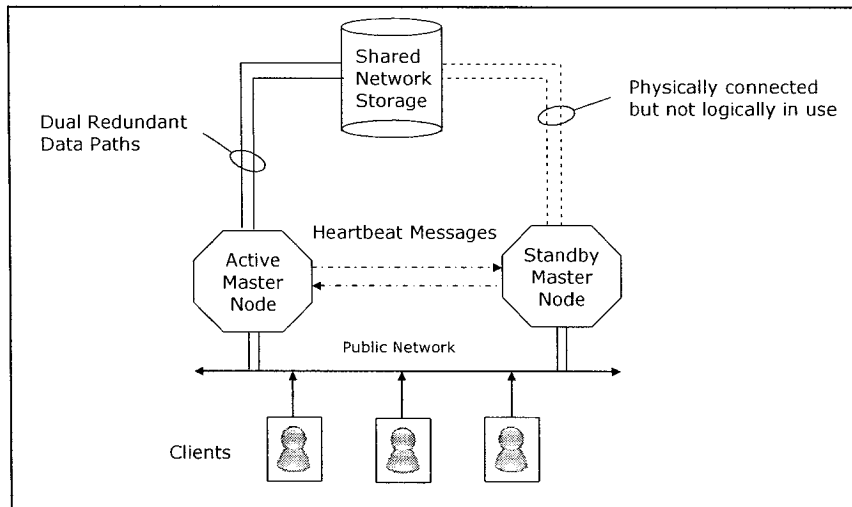 Shared
Network
Storage
Physically connected
but not logically in use
Dual Redundant
Data Paths
Heartbeat Messages
Active
Master
Node
Standby
Master
Node
Public Network
Clients